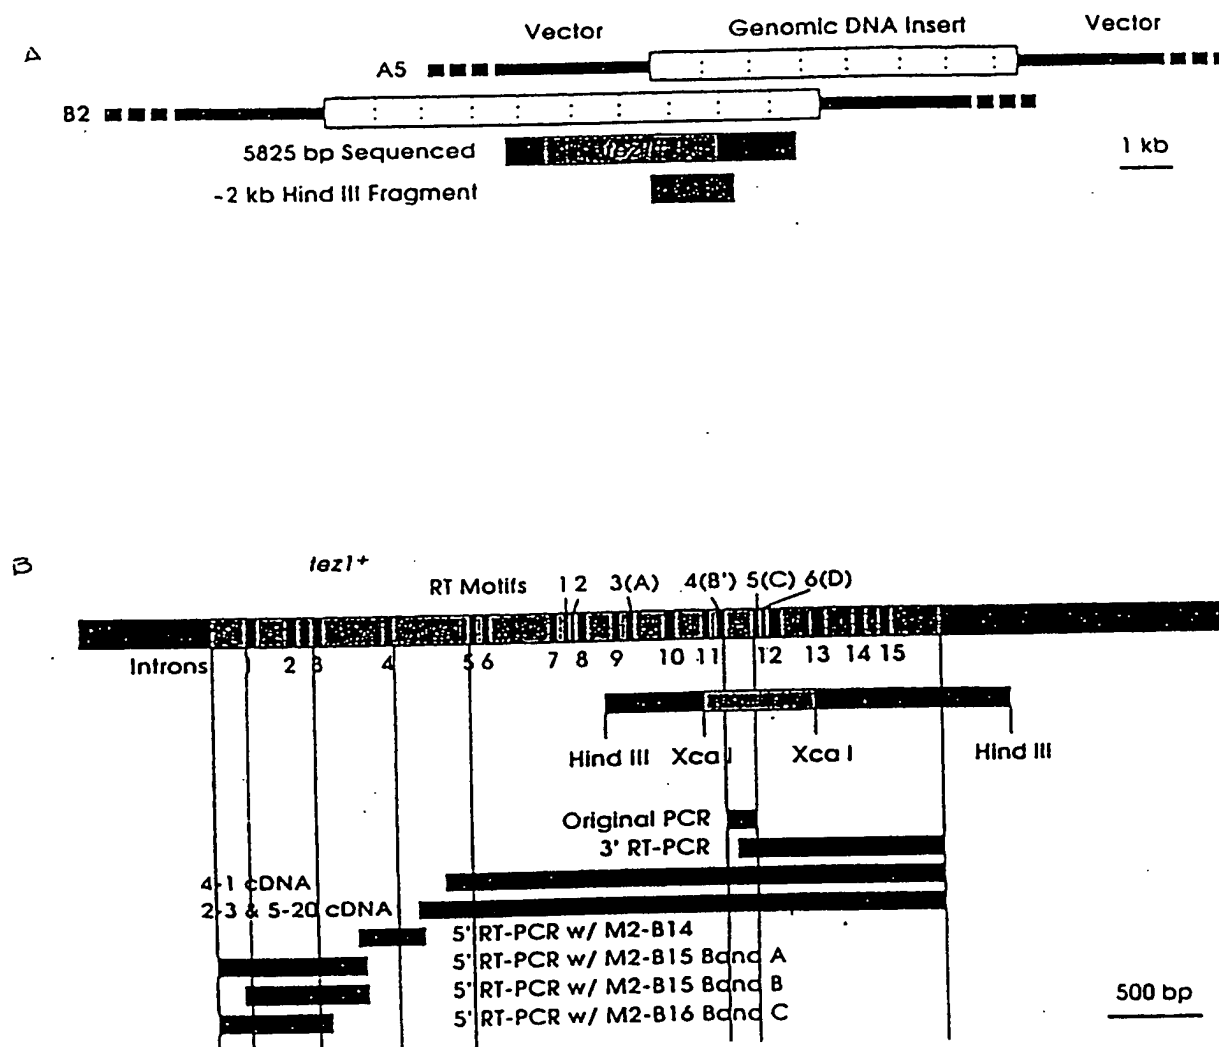 A
Vector Genomic DNA Insert Vector
A5
B2
5825 bp Sequenced tez1+
1 kb
~2 kb Hind III Fragment
B
tez1+
RT Motifs 1 2 3(A) 4(B') 5(C) 6(D)
Introns 1 2 3 4 5 6 7 8 9 10 11 12 13 14 15
Hind III Xca I Xca I Hind III
Original PCR
3' RT-PCR
4-1 cDNA
2-3 & 5-20 cDNA
5' RT-PCR w/ M2-B14
5' RT-PCR w/ M2-B15 Band A
5' RT-PCR w/ M2-B15 Band B
5' RT-PCR w/ M2-B16 Band C
500 bp